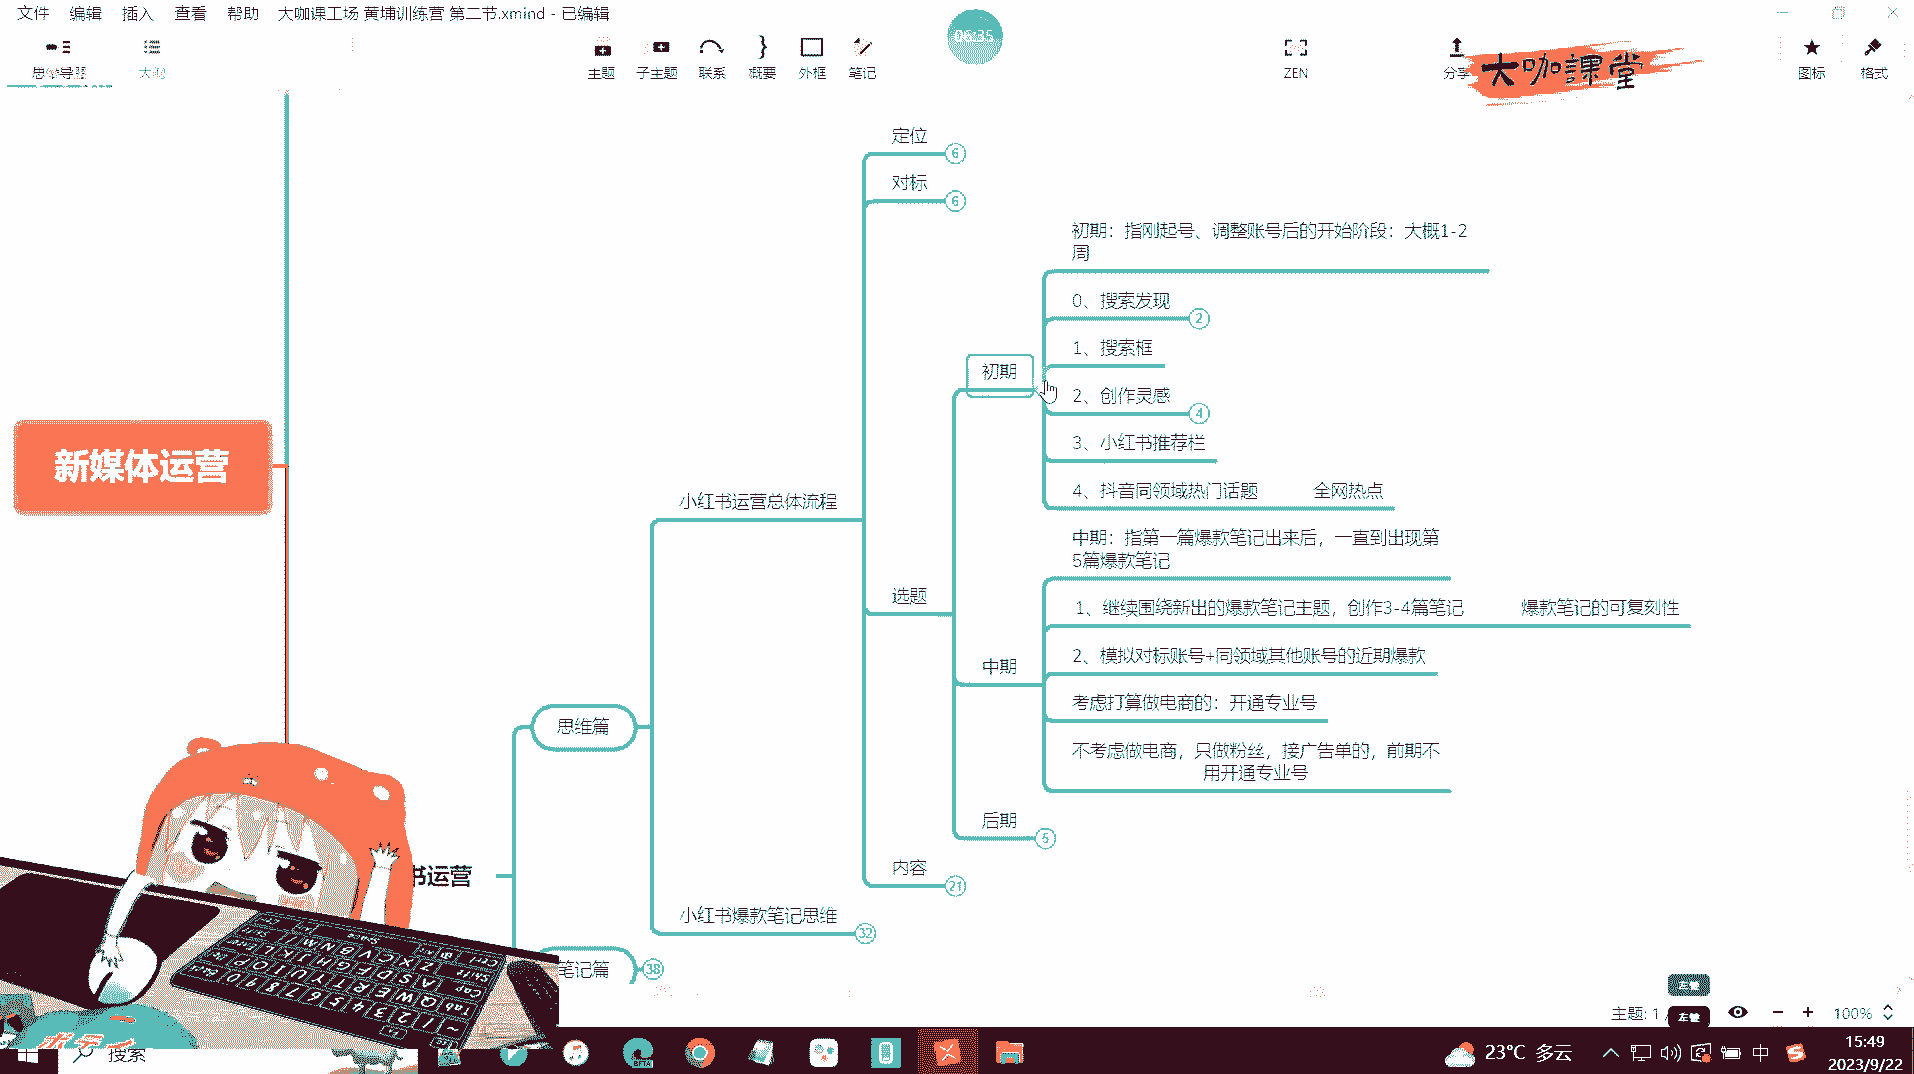 文件 编辑 插入 查看 帮助 大咖课工场 黄埔训练营 第二节.xmind - 已编辑
06:35
思维导图 大纲 主题 子主题 联系 概要 外框 笔记 ZEN 分享 图标 格式
大咖課堂
定位
6
对标
6
初期：指刚起号、调整账号后的开始阶段：大概1-2
周
0、搜索发现
2
1、搜索框
初期
2、创作灵感
4
3、小红书推荐栏
4、抖音同领域热门话题 全网热点
新媒体运营
小红书运营总体流程
中期：指第一篇爆款笔记出来后，一直到出现第
5篇爆款笔记
选题
1、继续围绕新出的爆款笔记主题，创作3-4篇笔记 爆款笔记的可复刻性
中期
2、模拟对标账号+同领域其他账号的近期爆款
考虑打算做电商的：开通专业号
不考虑做电商，只做粉丝，接广告单的，前期不
用开通专业号
思维篇
后期
5
内容
21
书运营
小红书爆款笔记思维
32
笔记篇
38
左键
主题: 1
左键
100%
搜索
BETA
23°C 多云
中
15:49
2023/9/22